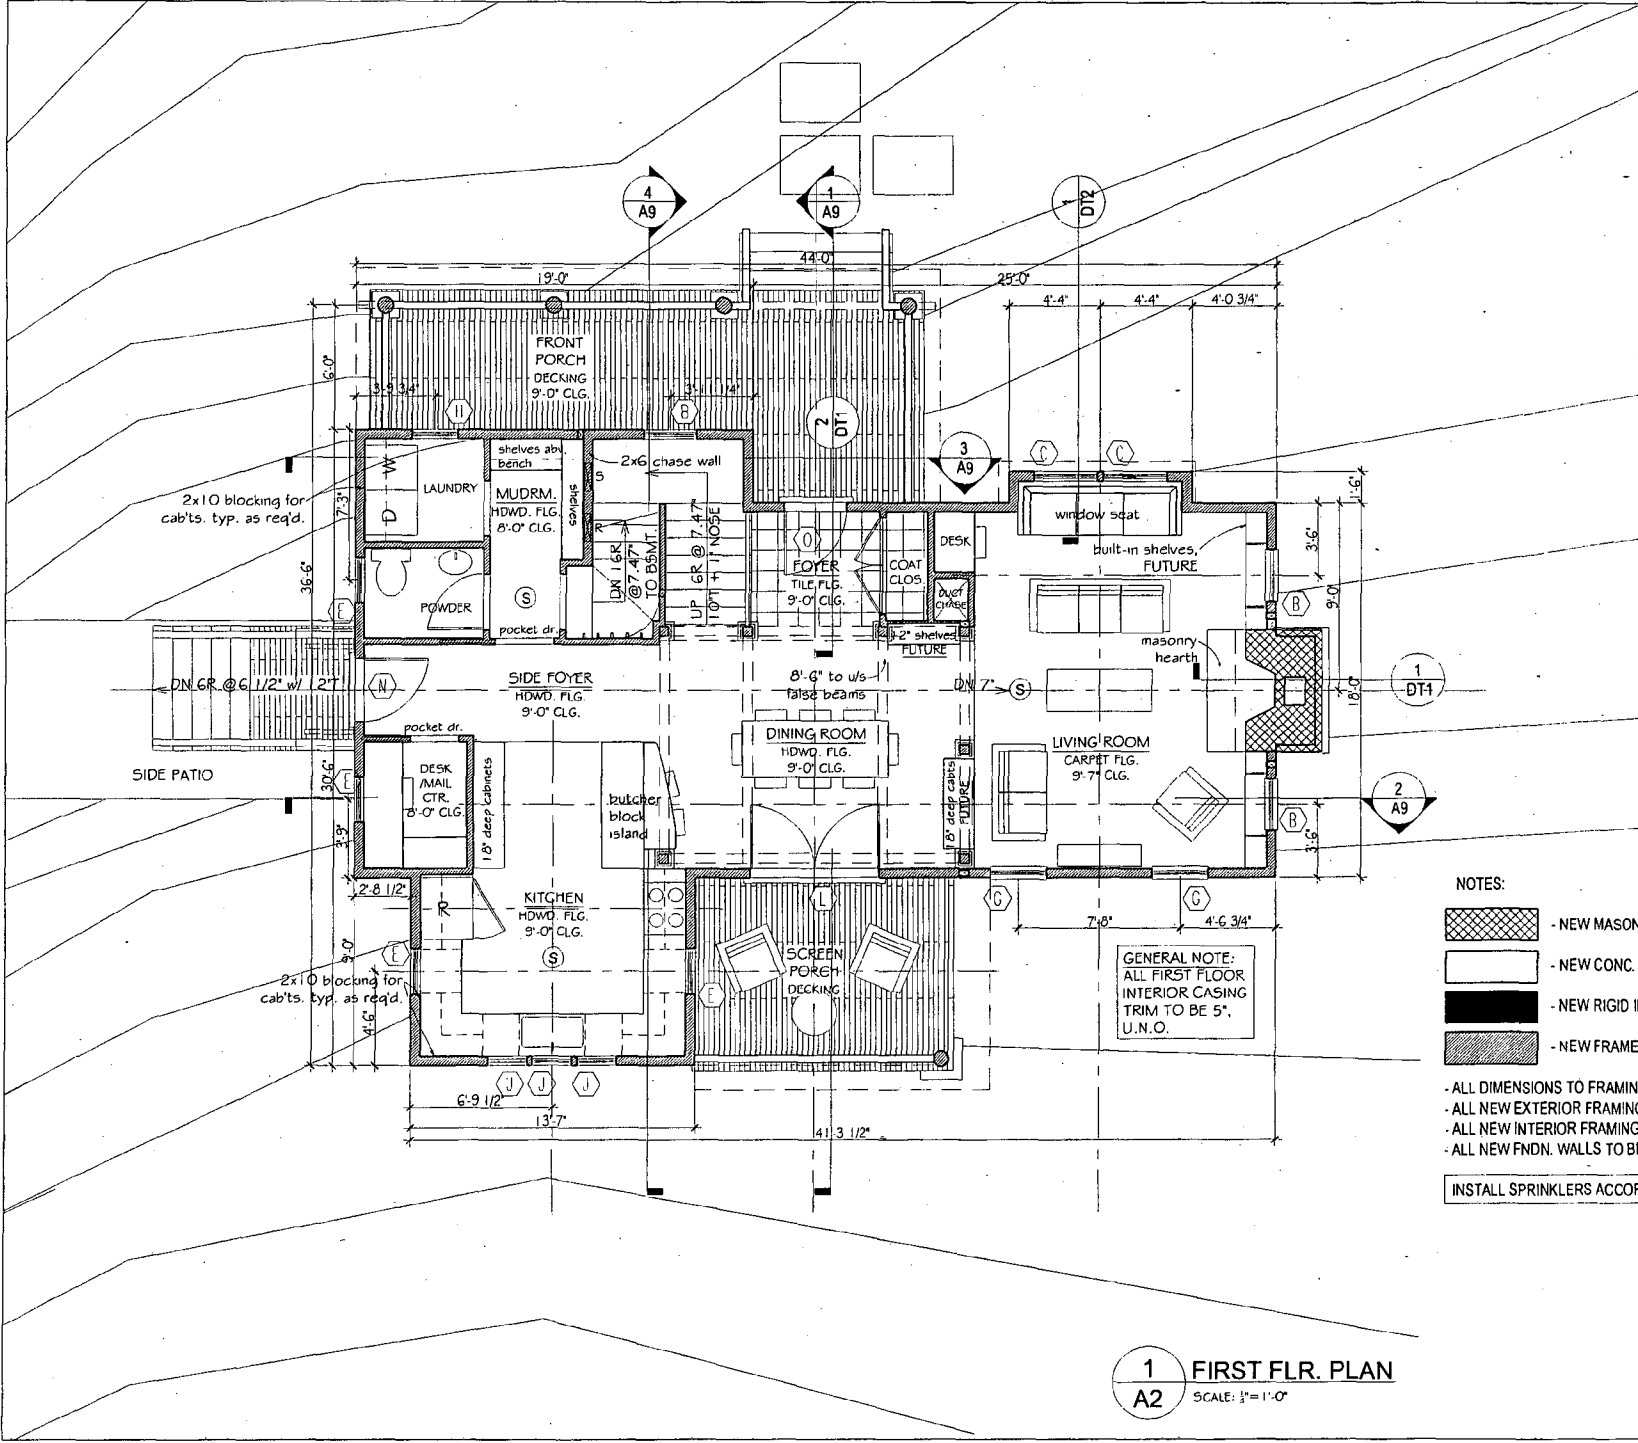 4
A9
1
A9
1
DT2
44'-0"
19'-0"
25'-0"
4'-4"
4'-4"
4'-0 3/4"
FRONT
PORCH
DECKING
9'-0" CLG.
6'-0"
3'-9 3/4"
3'-11 1/4"
H
B
2
DT1
3
A9
C
C
shelves abv.
bench
2x6 chase wall
S
1'-6"
2x10 blocking for
cab'ts. typ. as req'd.
7'-3"
W
D
LAUNDRY
MUDRM.
HDWD. FLG.
8'-0" CLG.
shelves
R
DN 16R
@7.47"
TO BSMT.
UP 6R @ 7.47"
10"T + 1" NOSE
O
FOYER
TILE FLG.
9'-0" CLG.
COAT
CLOS.
DESK
DUCT
CHASE
window seat
built-in shelves,
FUTURE
3'-6"
9'-0"
36'-6"
E
POWDER
S
pocket dr.
12" shelves
FUTURE
masonry
hearth
B
1
DT1
18'-0"
DN 6R @6 1/2" w/ 12"T
N
SIDE FOYER
HDWD. FLG.
9'-0" CLG.
8'-6" to u/s
false beams
DN 7"
S
pocket dr.
DINING ROOM
HDWD. FLG.
9'-0" CLG.
LIVING ROOM
CARPET FLG.
9'-7" CLG.
SIDE PATIO
30'-6"
E
DESK
/MAIL
CTR.
8'-0" CLG.
18" deep cabinets
butcher
block
island
18" deep cabts
FUTURE
B
2
A9
3'-9"
3'-6"
2'-8 1/2"
R
KITCHEN
HDWD. FLG.
9'-0" CLG.
S
L
G
G
7'-8"
4'-6 3/4"
9'-0"
E
2x10 blocking for
cab'ts. typ. as req'd.
4'-6"
E
SCREEN
PORCH
DECKING
GENERAL NOTE:
ALL FIRST FLOOR
INTERIOR CASING
TRIM TO BE 5",
U.N.O.
J
J
J
6'-9 1/2"
13'-7"
41'-3 1/2"
NOTES:
- NEW MASON
- NEW CONC.
- NEW RIGID I
- NEW FRAME
- ALL DIMENSIONS TO FRAMIN
- ALL NEW EXTERIOR FRAMING
- ALL NEW INTERIOR FRAMING
- ALL NEW FNDN. WALLS TO BE
INSTALL SPRINKLERS ACCOR
1
A2
FIRST FLR. PLAN
SCALE: 1/4"=1'-0"